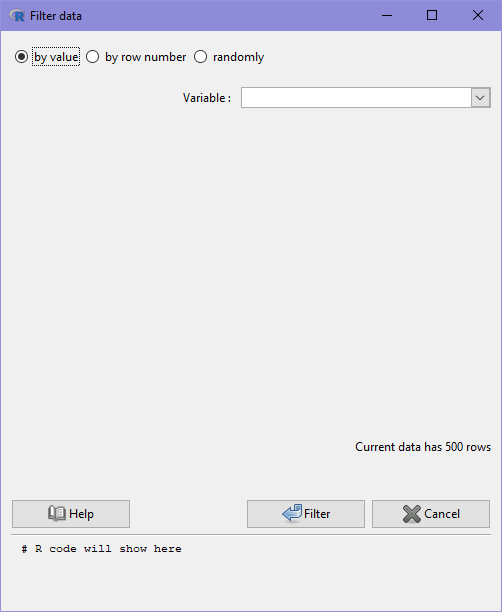 Filter data
by value by row number randomly
Variable :
Current data has 500 rows
Help Filter Cancel
# R code will show here